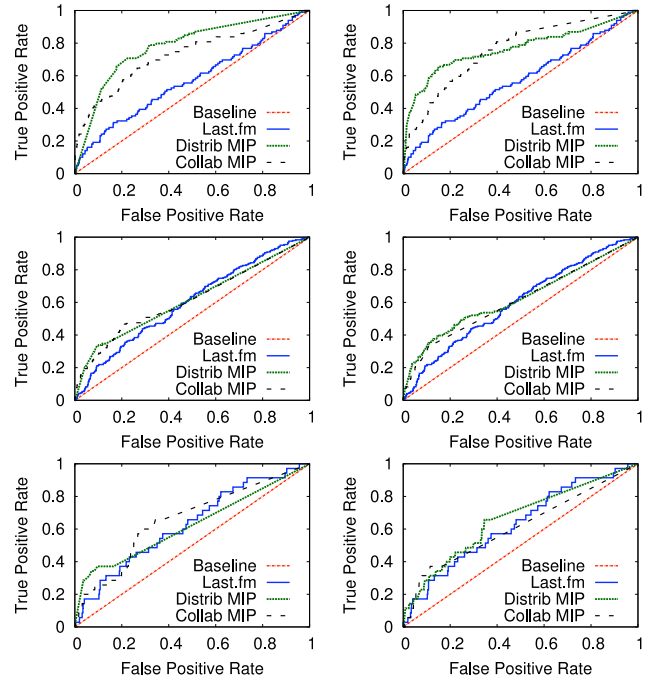 1
0.8
0.6
0.4
0.2
0
True Positive Rate
Baseline
Last.fm
Distrib MIP
Collab MIP
0 0.2 0.4 0.6 0.8 1
False Positive Rate
1
0.8
0.6
0.4
0.2
0
True Positive Rate
Baseline
Last.fm
Distrib MIP
Collab MIP
0 0.2 0.4 0.6 0.8 1
False Positive Rate
1
0.8
0.6
0.4
0.2
0
True Positive Rate
Baseline
Last.fm
Distrib MIP
Collab MIP
0 0.2 0.4 0.6 0.8 1
False Positive Rate
1
0.8
0.6
0.4
0.2
0
True Positive Rate
Baseline
Last.fm
Distrib MIP
Collab MIP
0 0.2 0.4 0.6 0.8 1
False Positive Rate
1
0.8
0.6
0.4
0.2
0
True Positive Rate
Baseline
Last.fm
Distrib MIP
Collab MIP
0 0.2 0.4 0.6 0.8 1
False Positive Rate
1
0.8
0.6
0.4
0.2
0
True Positive Rate
Baseline
Last.fm
Distrib MIP
Collab MIP
0 0.2 0.4 0.6 0.8 1
False Positive Rate